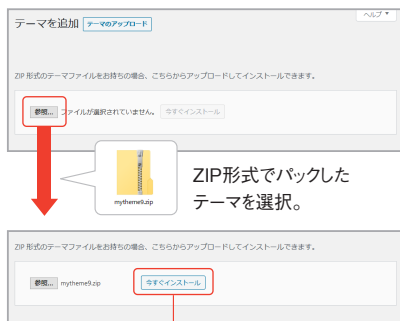 ヘルプ ▼
テーマを追加 テーマのアップロード
ZIP 形式のテーマファイルをお持ちの場合、こちらからアップロードしてインストールできます。
参照... ファイルが選択されていません。 今すぐインストール
mytheme9.zip
ZIP形式でパックした
テーマを選択。
ZIP 形式のテーマファイルをお持ちの場合、こちらからアップロードしてインストールできます。
参照... mytheme9.zip 今すぐインストール